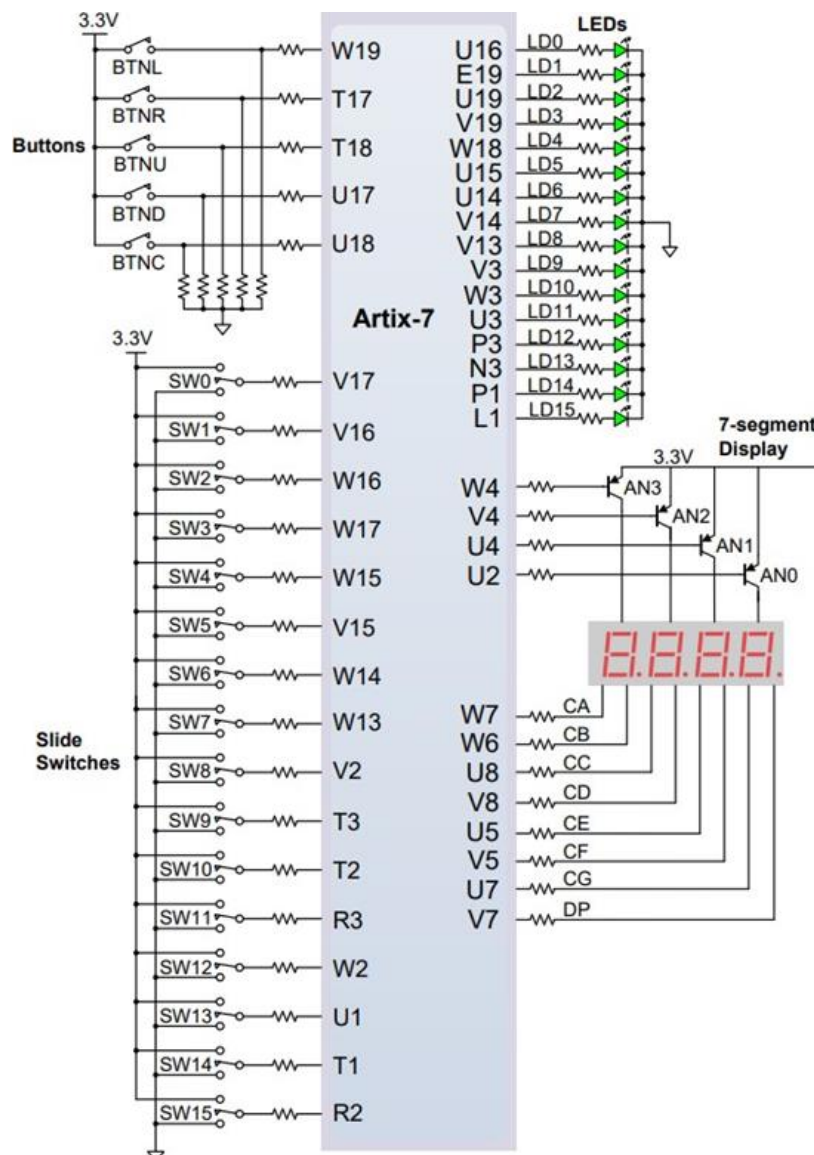 3.3V
BTNL
BTNR
Buttons
BTNU
BTND
BTNC
W19
T17
T18
U17
U18
Artix-7
3.3V
Slide
Switches
SW0
V17
SW1
V16
SW2
W16
SW3
W17
SW4
W15
SW5
V15
SW6
W14
SW7
W13
SW8
V2
SW9
T3
SW10
T2
SW11
R3
SW12
W2
SW13
U1
SW14
T1
SW15
R2
LEDs
U16 LD0
E19 LD1
U19 LD2
V19 LD3
W18 LD4
U15 LD5
U14 LD6
V14 LD7
V13 LD8
V3 LD9
W3 LD10
U3 LD11
P3 LD12
N3 LD13
P1 LD14
L1 LD15
7-segment
Display
3.3V
W4 AN3
V4 AN2
U4 AN1
U2 AN0
8.8.8.8.
W7 CA
W6 CB
U8 CC
V8 CD
U5 CE
V5 CF
U7 CG
V7 DP